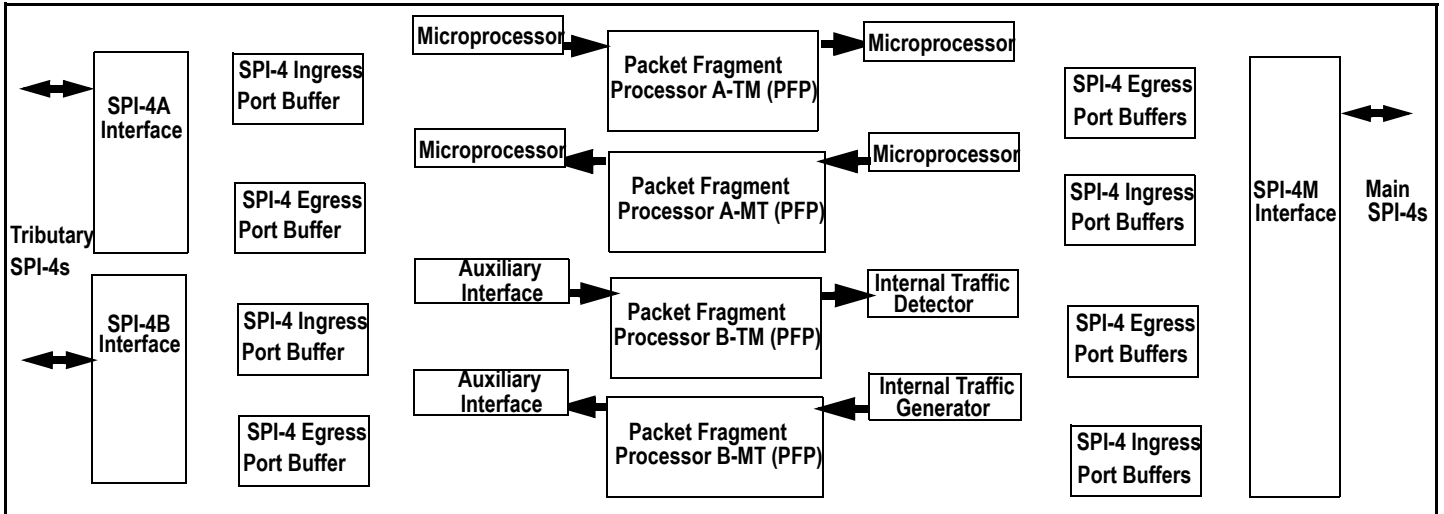 Microprocessor
Microprocessor
SPI-4 Ingress
Port Buffer
Packet Fragment
Processor A-TM (PFP)
SPI-4 Egress
Port Buffers
SPI-4A
Interface
Microprocessor
Microprocessor
Packet Fragment
Processor A-MT (PFP)
SPI-4 Egress
Port Buffer
SPI-4 Ingress
Port Buffers
SPI-4M
Interface
Main
SPI-4s
Tributary
SPI-4s
Auxiliary
Interface
Internal Traffic
Detector
SPI-4B
Interface
SPI-4 Ingress
Port Buffer
Packet Fragment
Processor B-TM (PFP)
SPI-4 Egress
Port Buffers
Auxiliary
Interface
Internal Traffic
Generator
SPI-4 Egress
Port Buffer
Packet Fragment
Processor B-MT (PFP)
SPI-4 Ingress
Port Buffers